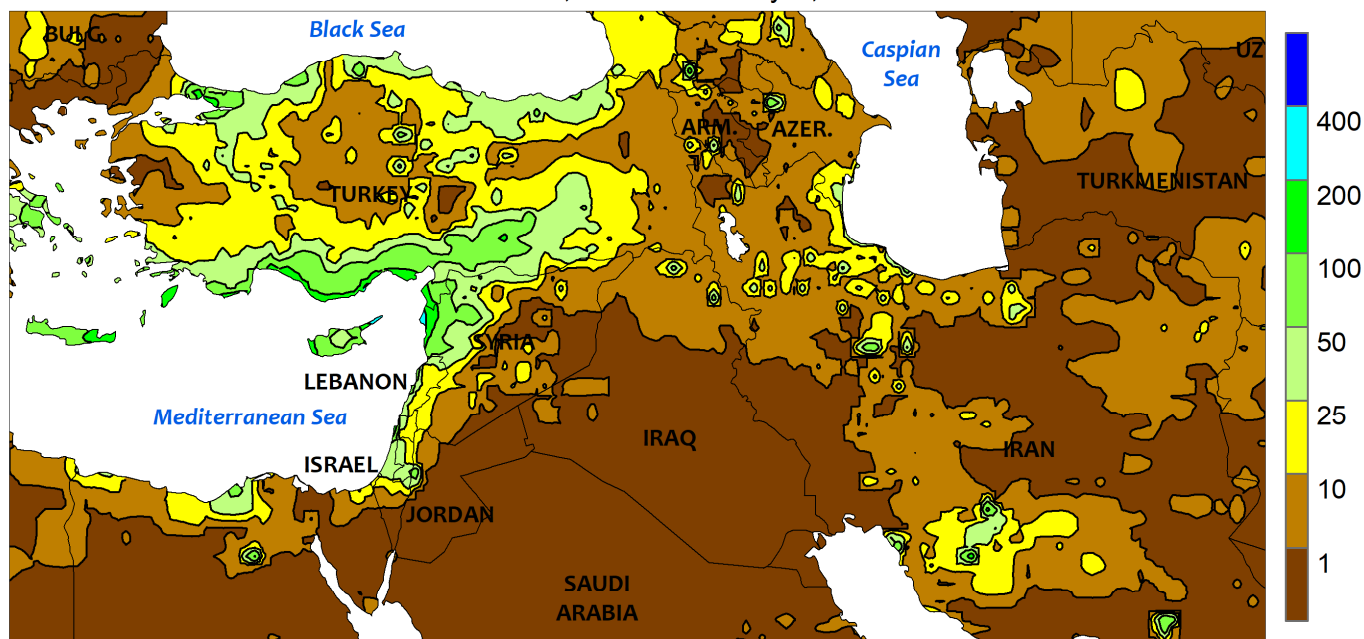 Black Sea
BULG.
Caspian
Sea
UZ
400
ARM.
AZER.
TURKEY
TURKMENISTAN
200
100
SYRIA
50
LEBANON
Mediterranean Sea
25
IRAQ
IRAN
ISRAEL
10
JORDAN
1
SAUDI
ARABIA